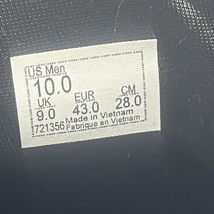 US Men
10.0
UK EUR CM.
9.0 43.0 28.0
721356 Made in Vietnam
Fabriqué en Vietnam